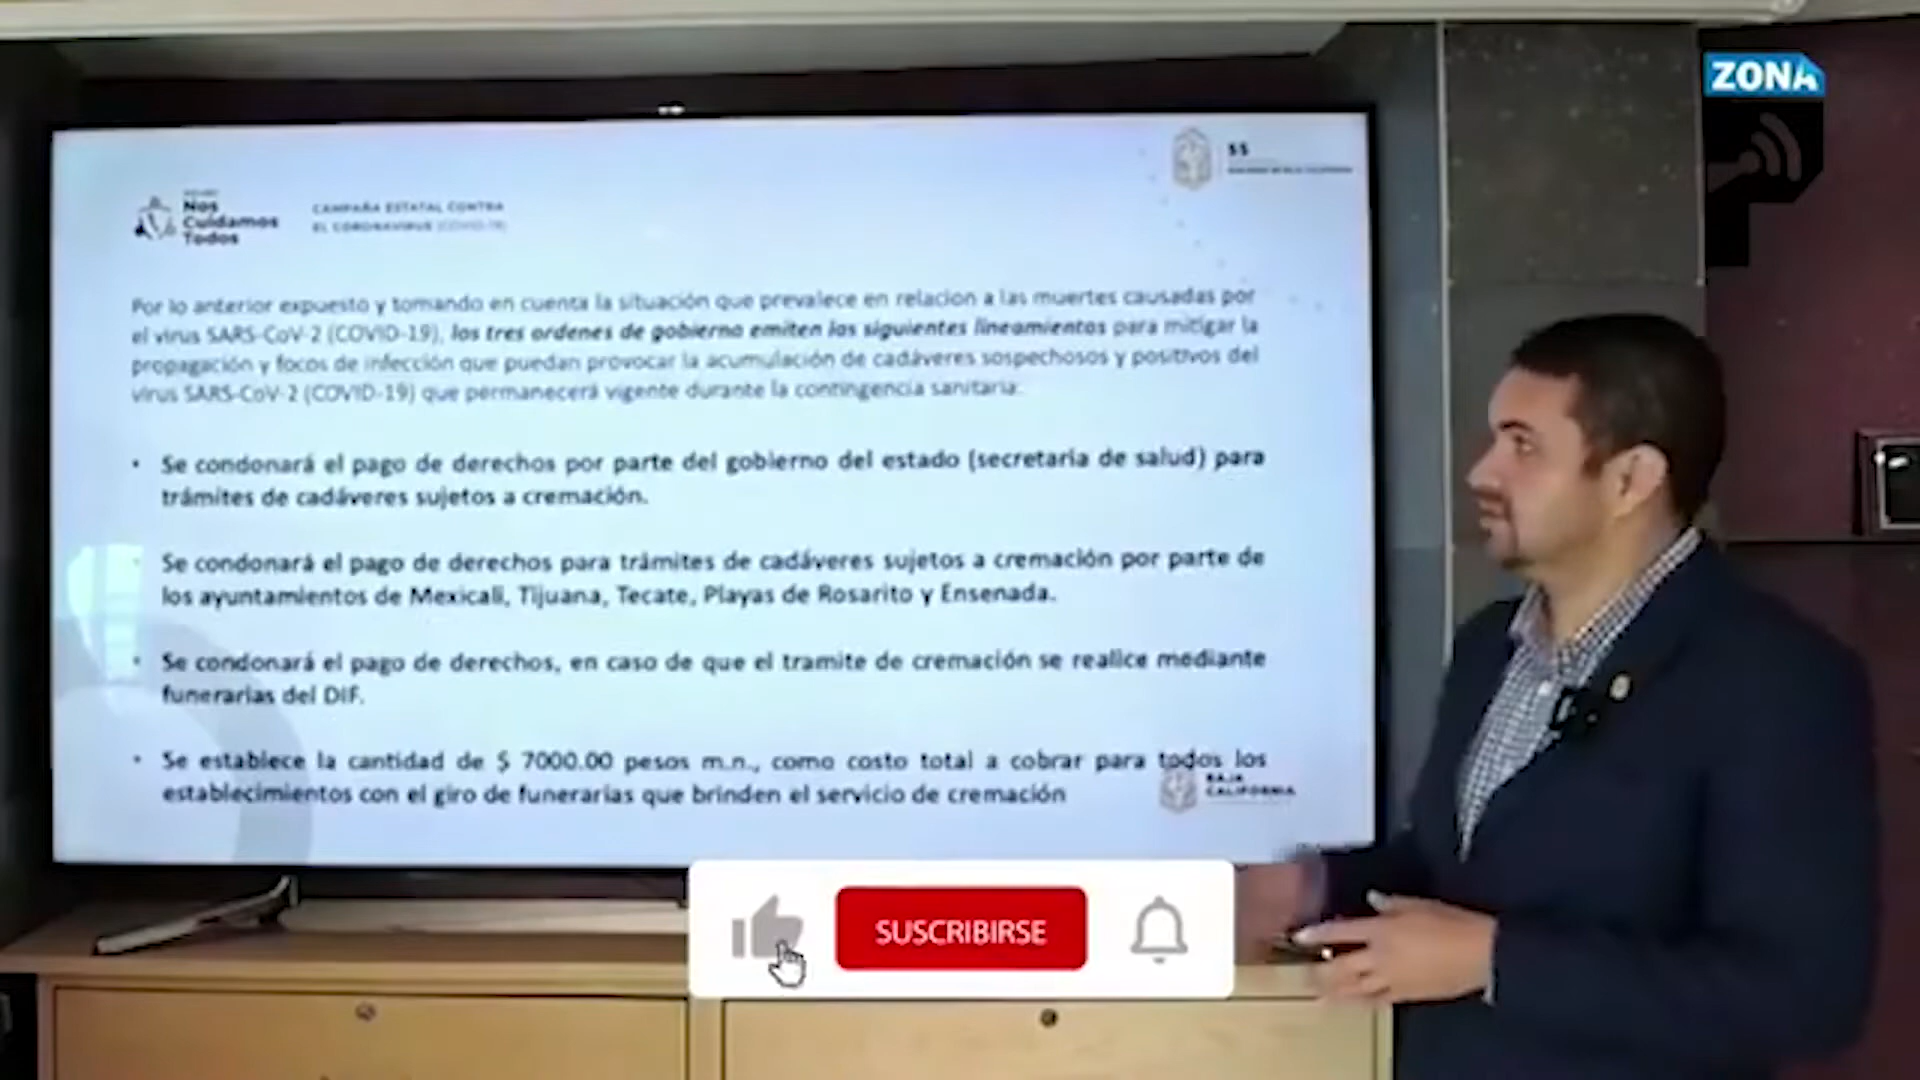 ZONA
SS
Nos
Cuidamos
Todos
CAMPAÑA ESTATAL CONTRA
EL CORONAVIRUS (COVID-19)
Por lo anterior expuesto y tomando en cuenta la situación que prevalece en relacion a las muertes causadas por
el virus SARS-CoV-2 (COVID-19), los tres ordenes de gobierno emiten los siguientes lineamientos para mitigar la
propagación y focos de infección que puedan provocar la acumulación de cadáveres sospechosos y positivos del
virus SARS-CoV-2 (COVID-19) que permanecerá vigente durante la contingencia sanitaria:
• Se condonará el pago de derechos por parte del gobierno del estado (secretaría de salud) para
trámites de cadáveres sujetos a cremación.
• Se condonará el pago de derechos para trámites de cadáveres sujetos a cremación por parte de
los ayuntamientos de Mexicali, Tijuana, Tecate, Playas de Rosarito y Ensenada.
• Se condonará el pago de derechos, en caso de que el tramite de cremación se realice mediante
funerarias del DIF.
• Se establece la cantidad de $ 7000.00 pesos m.n., como costo total a cobrar para todos los
establecimientos con el giro de funerarias que brinden el servicio de cremación
BAJA
CALIFORNIA
SUSCRIBIRSE